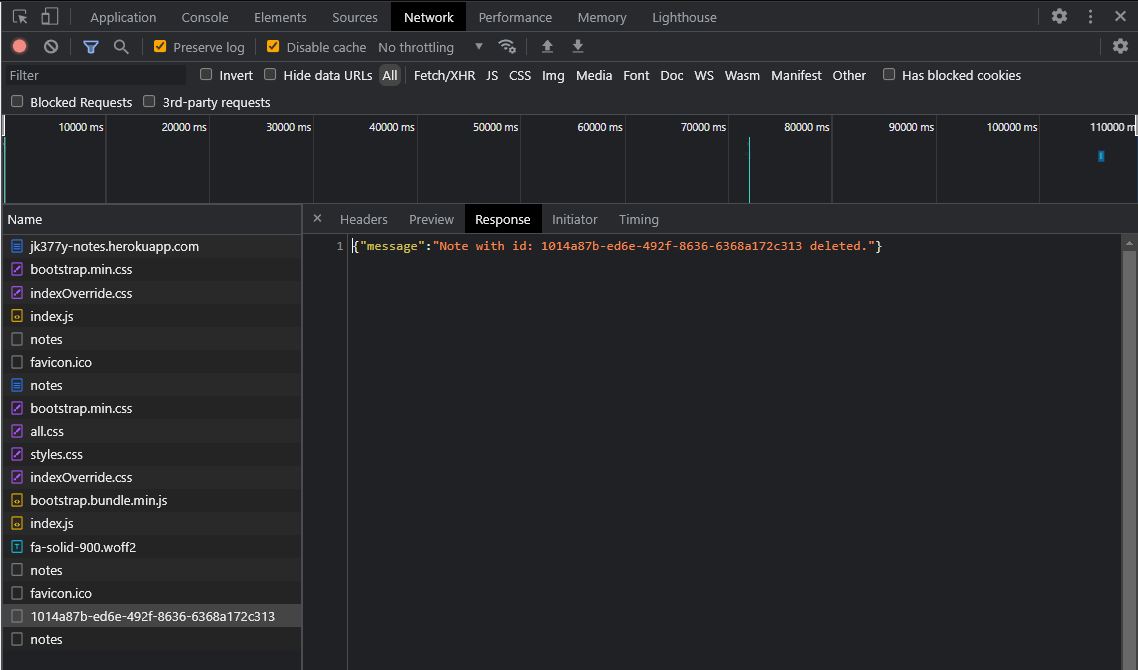 Application Console Elements Sources Network Performance Memory Lighthouse
Preserve log Disable cache No throttling
Filter Invert Hide data URLs All Fetch/XHR JS CSS Img Media Font Doc WS Wasm Manifest Other Has blocked cookies
Blocked Requests 3rd-party requests
10000 ms 20000 ms 30000 ms 40000 ms 50000 ms 60000 ms 70000 ms 80000 ms 90000 ms 100000 ms 110000 m
Name
Headers Preview Response Initiator Timing
1 {"message":"Note with id: 1014a87b-ed6e-492f-8636-6368a172c313 deleted."}
jk377y-notes.herokuapp.com
bootstrap.min.css
indexOverride.css
index.js
notes
favicon.ico
notes
bootstrap.min.css
all.css
styles.css
indexOverride.css
bootstrap.bundle.min.js
index.js
fa-solid-900.woff2
notes
favicon.ico
1014a87b-ed6e-492f-8636-6368a172c313
notes